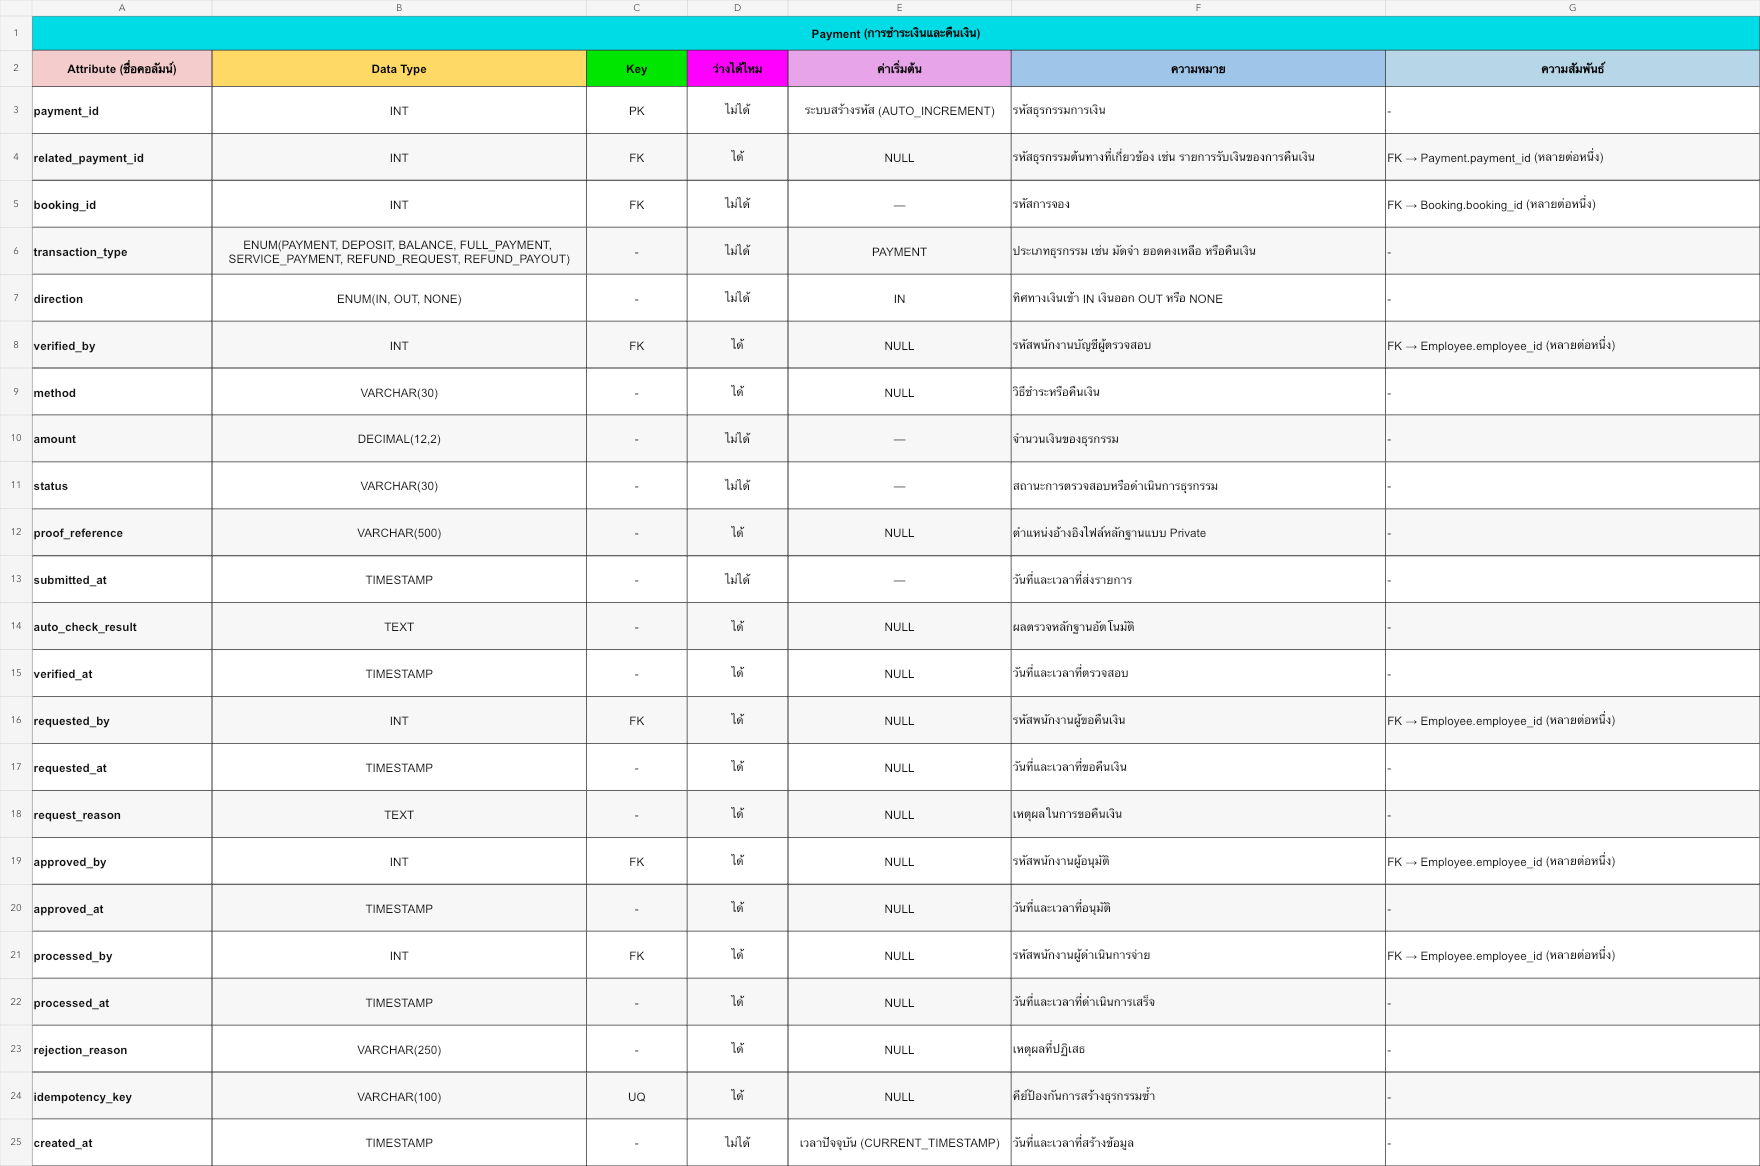 A B C D E F G
1 Payment (การชำระเงินและคืนเงิน)
2 Attribute (ชื่อคอลัมน์) Data Type Key ว่างได้ไหม ค่าเริ่มต้น ความหมาย ความสัมพันธ์
3 payment_id INT PK ไม่ได้ ระบบสร้างรหัส (AUTO_INCREMENT) รหัสธุรกรรมการเงิน -
4 related_payment_id INT FK ได้ NULL รหัสธุรกรรมต้นทางที่เกี่ยวข้อง เช่น รายการรับเงินของการคืนเงิน FK → Payment.payment_id (หลายต่อหนึ่ง)
5 booking_id INT FK ไม่ได้ — รหัสการจอง FK → Booking.booking_id (หลายต่อหนึ่ง)
6 transaction_type ENUM(PAYMENT, DEPOSIT, BALANCE, FULL_PAYMENT,
SERVICE_PAYMENT, REFUND_REQUEST, REFUND_PAYOUT) - ไม่ได้ PAYMENT ประเภทธุรกรรม เช่น มัดจำ ยอดคงเหลือ หรือคืนเงิน -
7 direction ENUM(IN, OUT, NONE) - ไม่ได้ IN ทิศทางเงินเข้า IN เงินออก OUT หรือ NONE -
8 verified_by INT FK ได้ NULL รหัสพนักงานบัญชีผู้ตรวจสอบ FK → Employee.employee_id (หลายต่อหนึ่ง)
9 method VARCHAR(30) - ได้ NULL วิธีชำระหรือคืนเงิน -
10 amount DECIMAL(12,2) - ไม่ได้ — จำนวนเงินของธุรกรรม -
11 status VARCHAR(30) - ไม่ได้ — สถานะการตรวจสอบหรือดำเนินการธุรกรรม -
12 proof_reference VARCHAR(500) - ได้ NULL ตำแหน่งอ้างอิงไฟล์หลักฐานแบบ Private -
13 submitted_at TIMESTAMP - ไม่ได้ — วันที่และเวลาที่ส่งรายการ -
14 auto_check_result TEXT - ได้ NULL ผลตรวจหลักฐานอัตโนมัติ -
15 verified_at TIMESTAMP - ได้ NULL วันที่และเวลาที่ตรวจสอบ -
16 requested_by INT FK ได้ NULL รหัสพนักงานผู้ขอคืนเงิน FK → Employee.employee_id (หลายต่อหนึ่ง)
17 requested_at TIMESTAMP - ได้ NULL วันที่และเวลาที่ขอคืนเงิน -
18 request_reason TEXT - ได้ NULL เหตุผลในการขอคืนเงิน -
19 approved_by INT FK ได้ NULL รหัสพนักงานผู้อนุมัติ FK → Employee.employee_id (หลายต่อหนึ่ง)
20 approved_at TIMESTAMP - ได้ NULL วันที่และเวลาที่อนุมัติ -
21 processed_by INT FK ได้ NULL รหัสพนักงานผู้ดำเนินการจ่าย FK → Employee.employee_id (หลายต่อหนึ่ง)
22 processed_at TIMESTAMP - ได้ NULL วันที่และเวลาที่ดำเนินการเสร็จ -
23 rejection_reason VARCHAR(250) - ได้ NULL เหตุผลที่ปฏิเสธ -
24 idempotency_key VARCHAR(100) UQ ได้ NULL คีย์ป้องกันการสร้างธุรกรรมซ้ำ -
25 created_at TIMESTAMP - ไม่ได้ เวลาปัจจุบัน (CURRENT_TIMESTAMP) วันที่และเวลาที่สร้างข้อมูล -